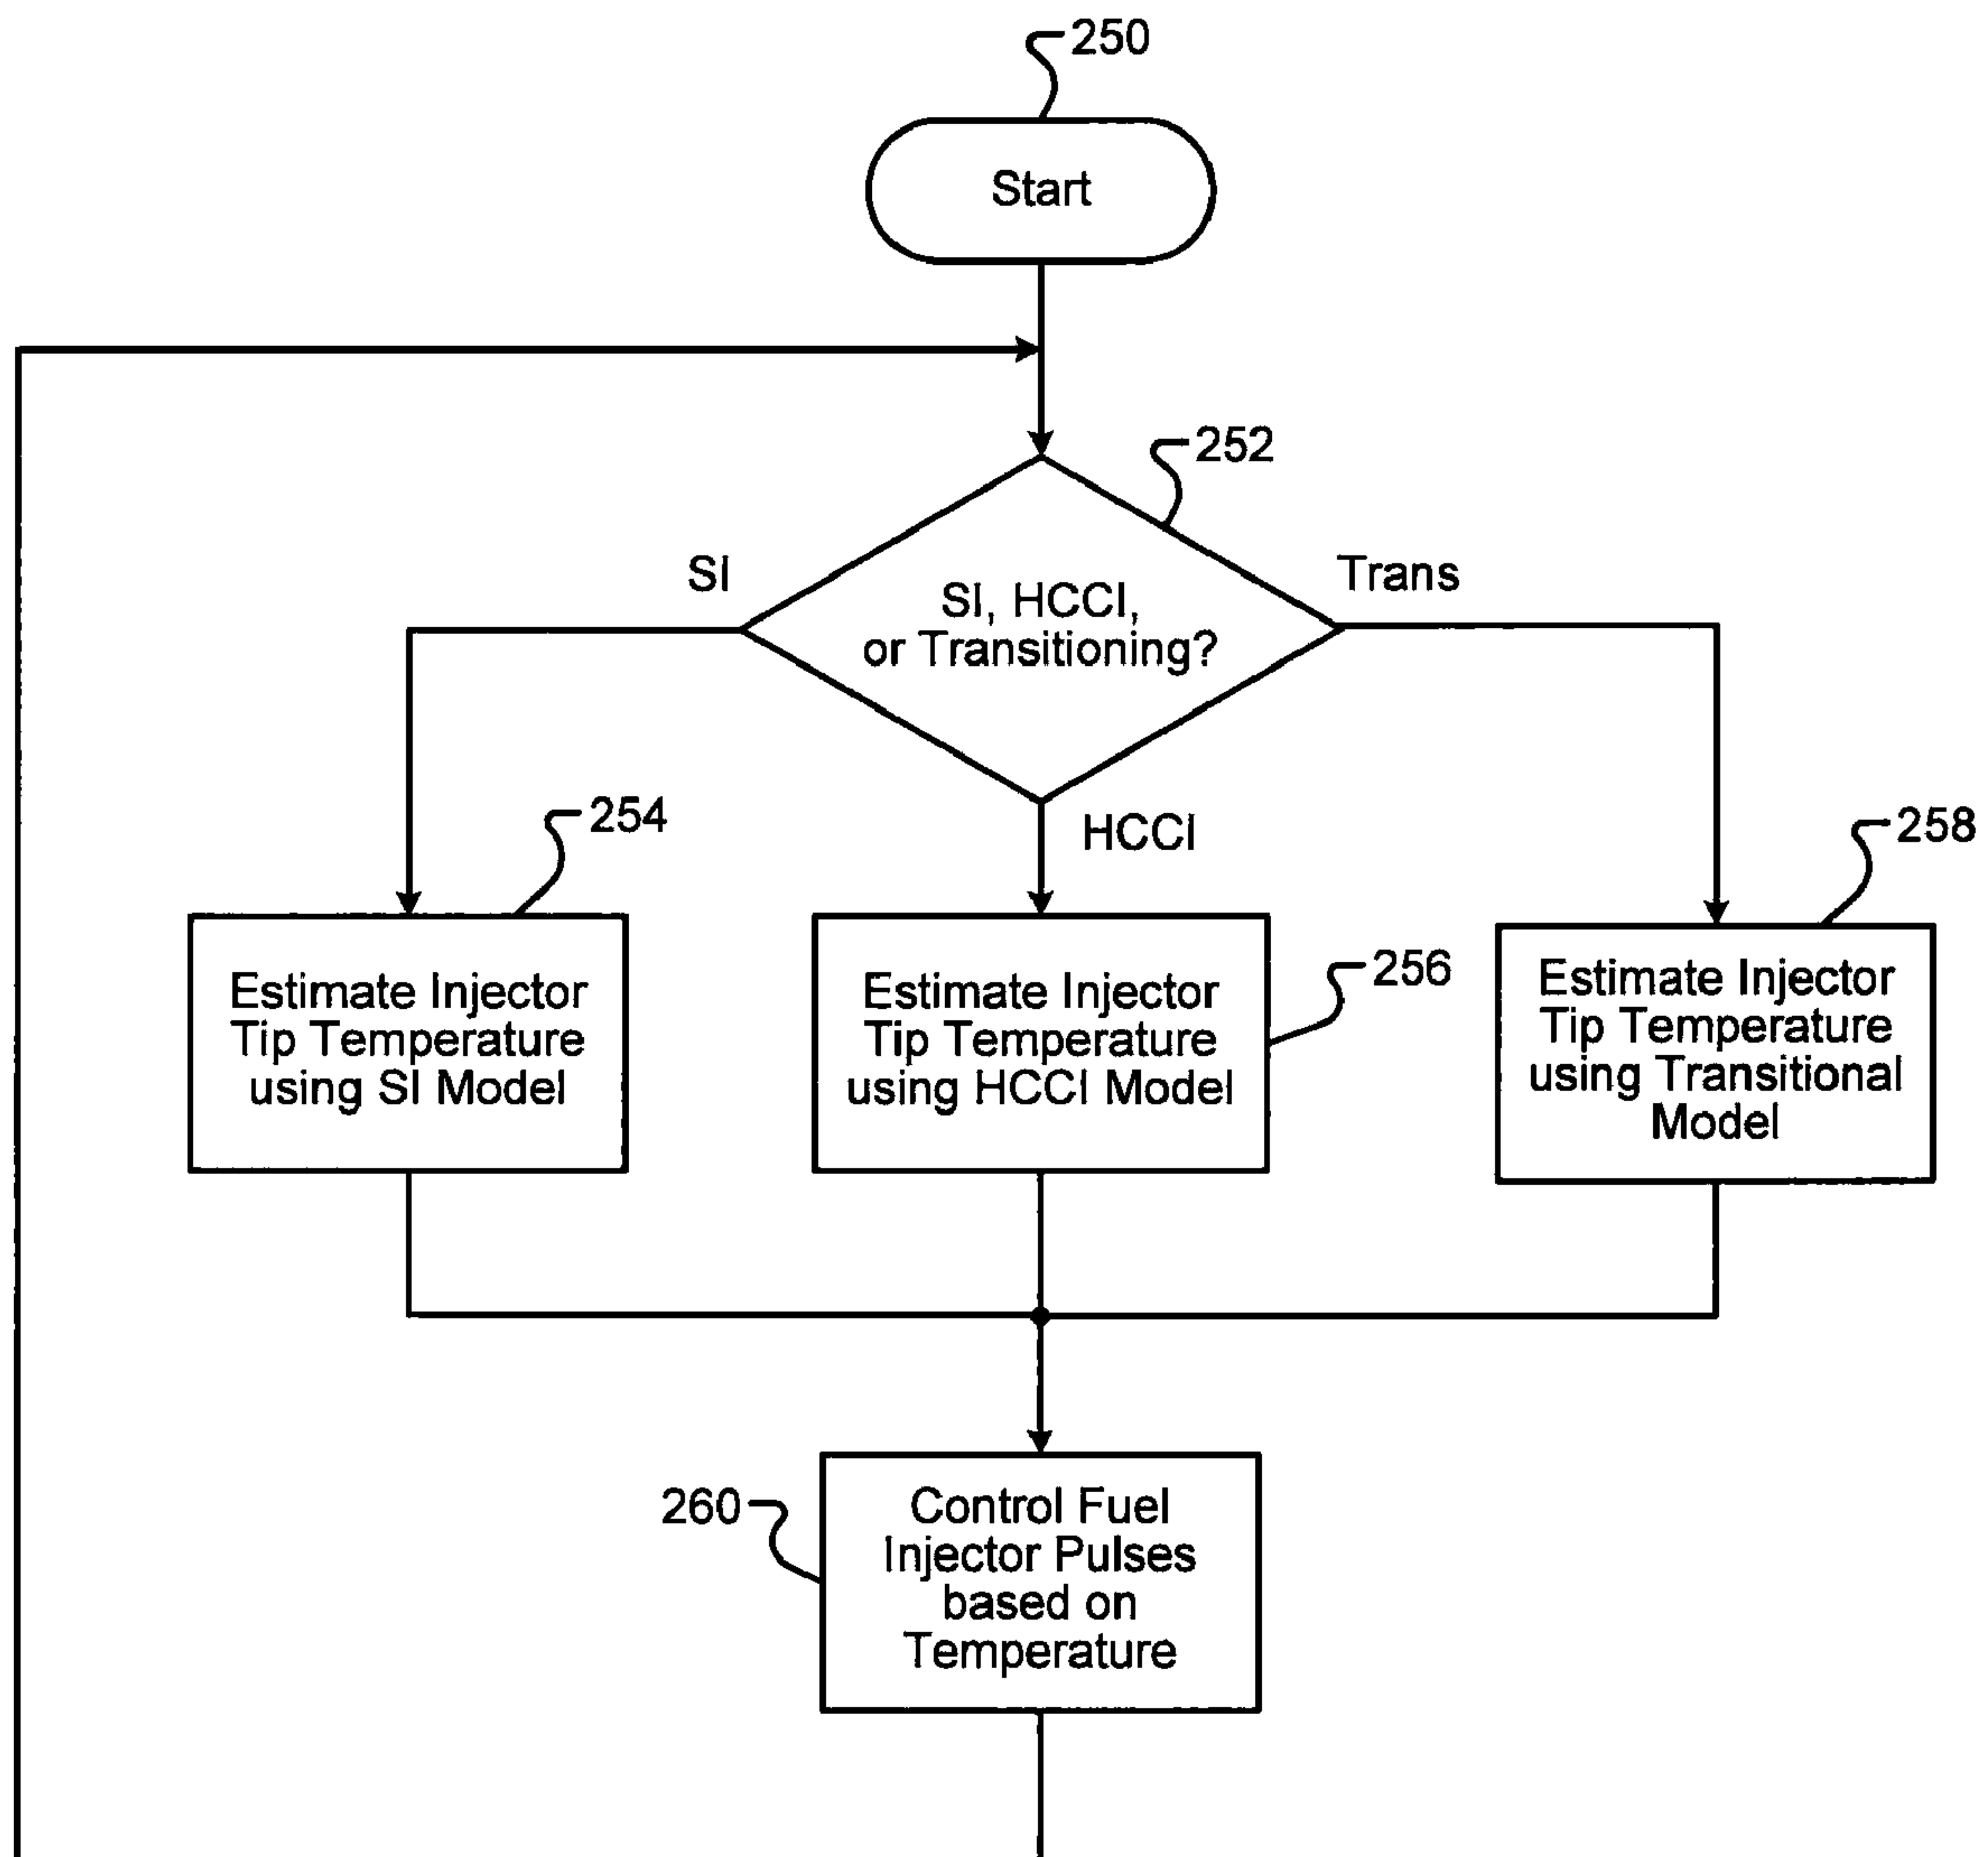 250
Start
252
SI
SI, HCCI,
or Transitioning?
Trans
HCCI
254
Estimate Injector
Tip Temperature
using SI Model
256
Estimate Injector
Tip Temperature
using HCCI Model
258
Estimate Injector
Tip Temperature
using Transitional
Model
260
Control Fuel
Injector Pulses
based on
Temperature